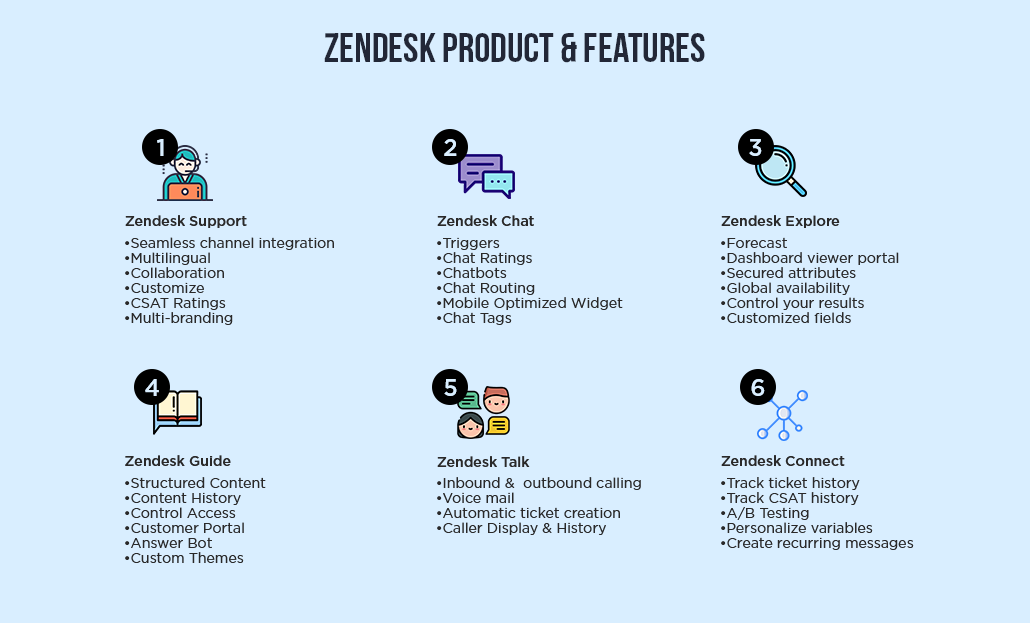 ZENDESK PRODUCT & FEATURES
1
Zendesk Support
•Seamless channel integration
•Multilingual
•Collaboration
•Customize
•CSAT Ratings
•Multi-branding
2
Zendesk Chat
•Triggers
•Chat Ratings
•Chatbots
•Chat Routing
•Mobile Optimized Widget
•Chat Tags
3
Zendesk Explore
•Forecast
•Dashboard viewer portal
•Secured attributes
•Global availability
•Control your results
•Customized fields
4
Zendesk Guide
•Structured Content
•Content History
•Control Access
•Customer Portal
•Answer Bot
•Custom Themes
5
Zendesk Talk
•Inbound &  outbound calling
•Voice mail
•Automatic ticket creation
•Caller Display & History
6
Zendesk Connect
•Track ticket history
•Track CSAT history
•A/B Testing
•Personalize variables
•Create recurring messages